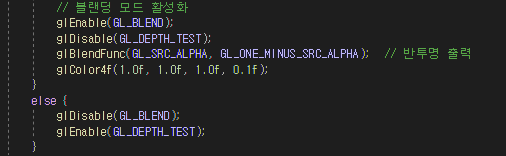 // 블랜딩 모드 활성화
glEnable(GL_BLEND);
glDisable(GL_DEPTH_TEST);
glBlendFunc(GL_SRC_ALPHA, GL_ONE_MINUS_SRC_ALPHA);  // 반투명 출력
glColor4f(1.0f, 1.0f, 1.0f, 0.1f);
}
else {
glDisable(GL_BLEND);
glEnable(GL_DEPTH_TEST);
}